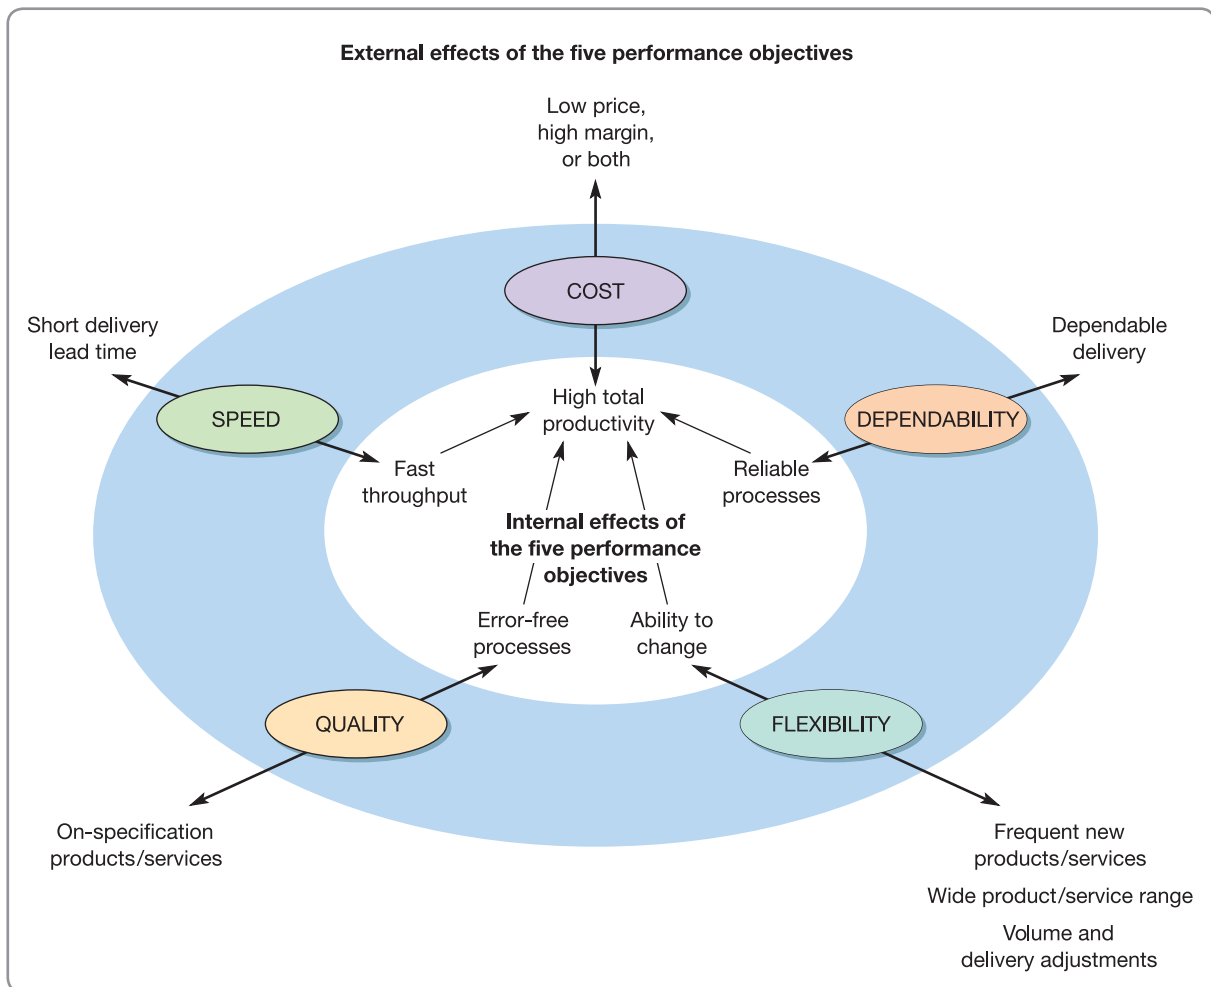 External effects of the five performance objectives
Low price,
high margin,
or both
COST
Short delivery
lead time
Dependable
delivery
SPEED
DEPENDABILITY
High total
productivity
Fast
throughput
Reliable
processes
Internal effects of
the five performance
objectives
Error-free
processes
Ability to
change
QUALITY
FLEXIBILITY
On-specification
products/services
Frequent new
products/services
Wide product/service range
Volume and
delivery adjustments